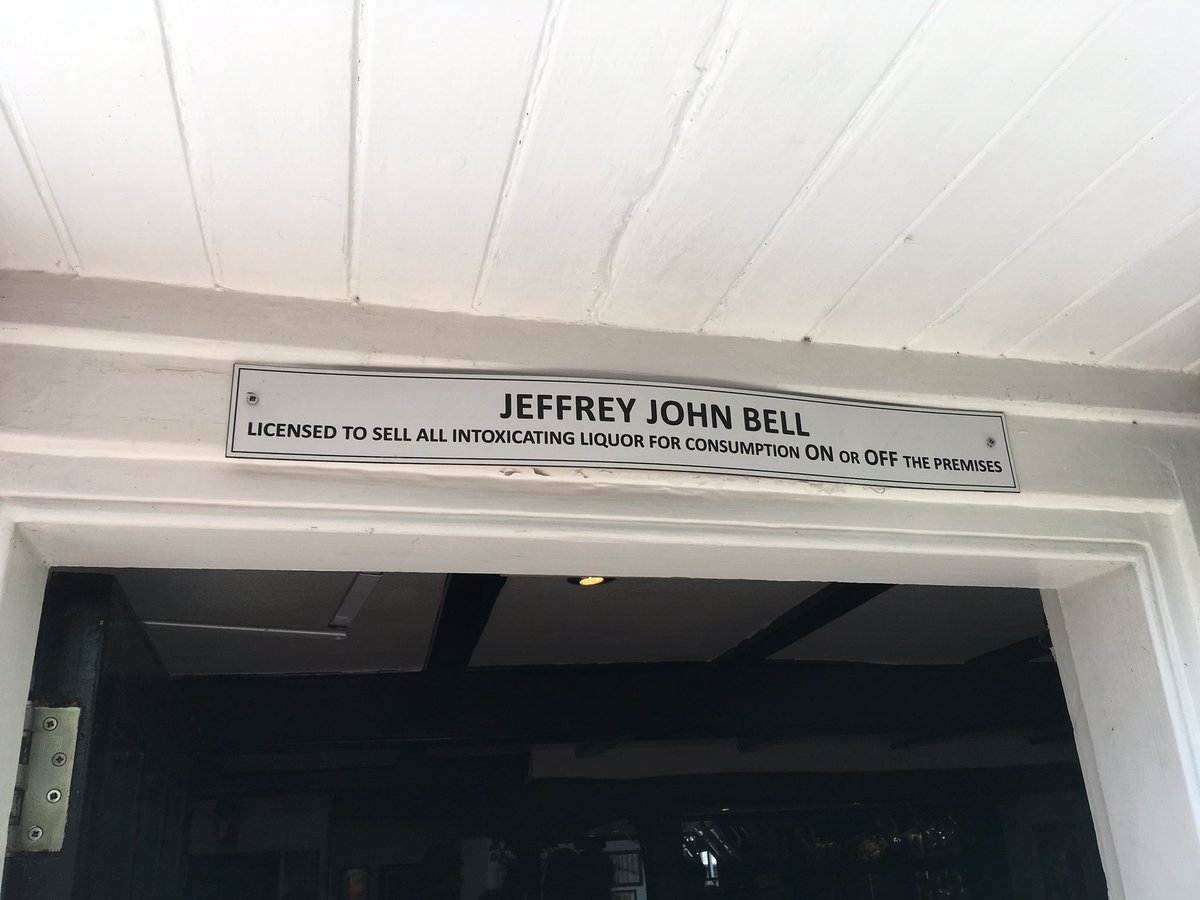 JEFFREY JOHN BELL
LICENSED TO SELL ALL INTOXICATING LIQUOR FOR CONSUMPTION ON OR OFF THE PREMISES